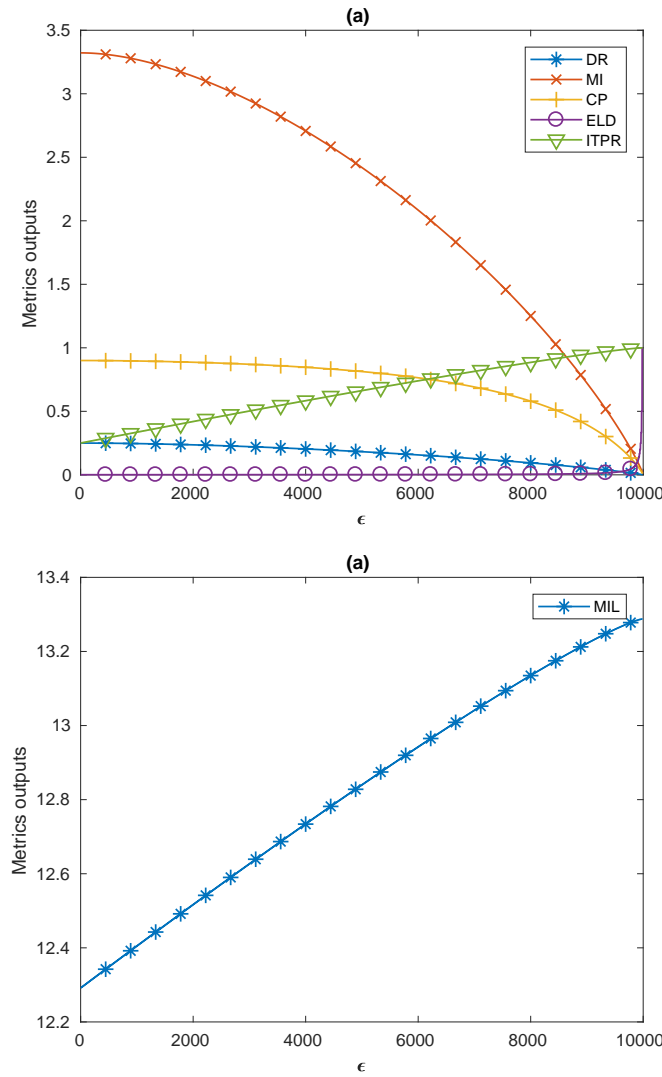 (a)
3.5
3
2.5
2
1.5
1
0.5
0
Metrics outputs
DR
MI
CP
ELD
ITPR
0 2000 4000 6000 8000 10000
ϵ
(a)
13.4
13.2
13
12.8
12.6
12.4
12.2
Metrics outputs
MIL
0 2000 4000 6000 8000 10000
ϵ